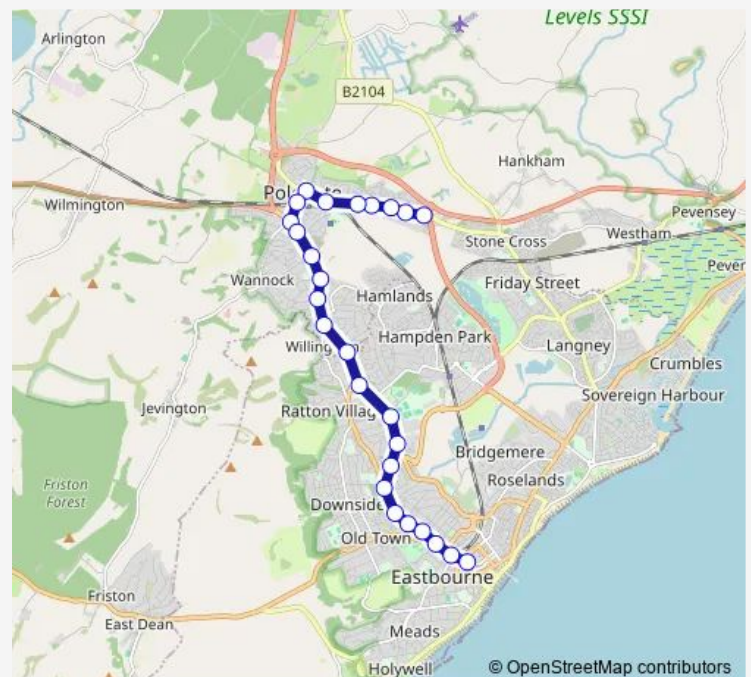 Levels SSSI
Arlington
B2104
Hankham
Wilmington
Pevensey
Westham
Stone Cross
Wannock
Friday Street
Hamlands
Hampden Park
Langney
Crumbles
Jevington
Ratton Villag
Sovereign Harbour
Bridgemere
Friston
Forest
Roselands
Downside
Old Town
Eastbourne
Friston
East Dean
Meads
Holywell
© OpenStreetMap contributors